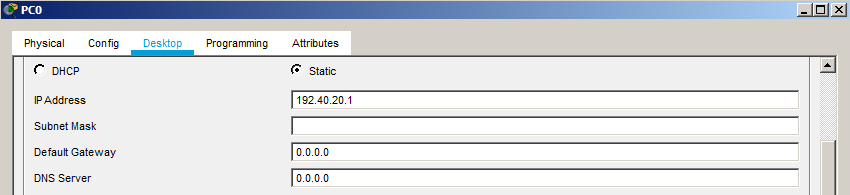 PC0
Physical Config Desktop Programming Attributes
DHCP Static
IP Address 192.40.20.1
Subnet Mask
Default Gateway 0.0.0.0
DNS Server 0.0.0.0